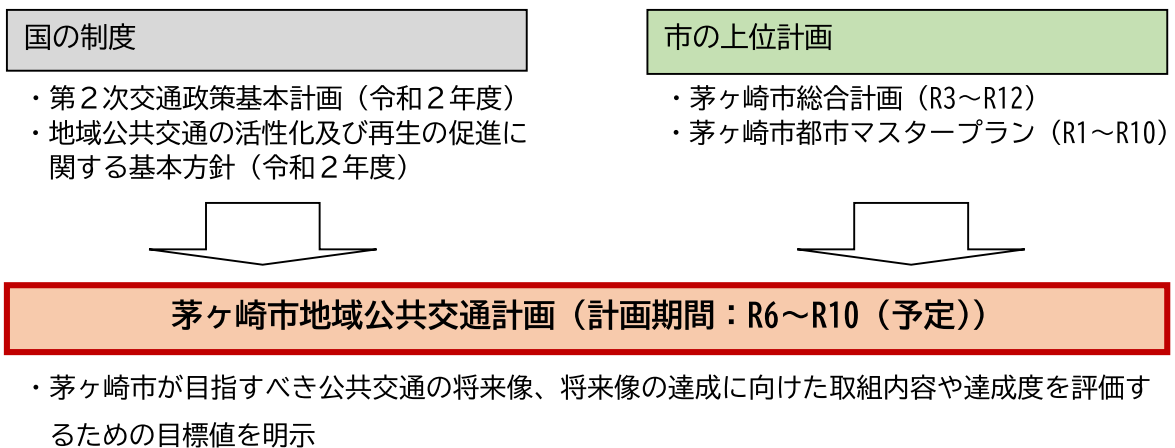 国の制度
・第２次交通政策基本計画（令和２年度）
・地域公共交通の活性化及び再生の促進に
関する基本方針（令和２年度）
市の上位計画
・茅ヶ崎市総合計画（R3～R12）
・茅ヶ崎市都市マスタープラン（R1～R10）
茅ヶ崎市地域公共交通計画（計画期間：R6～R10（予定））
・茅ヶ崎市が目指すべき公共交通の将来像、将来像の達成に向けた取組内容や達成度を評価す
るための目標値を明示